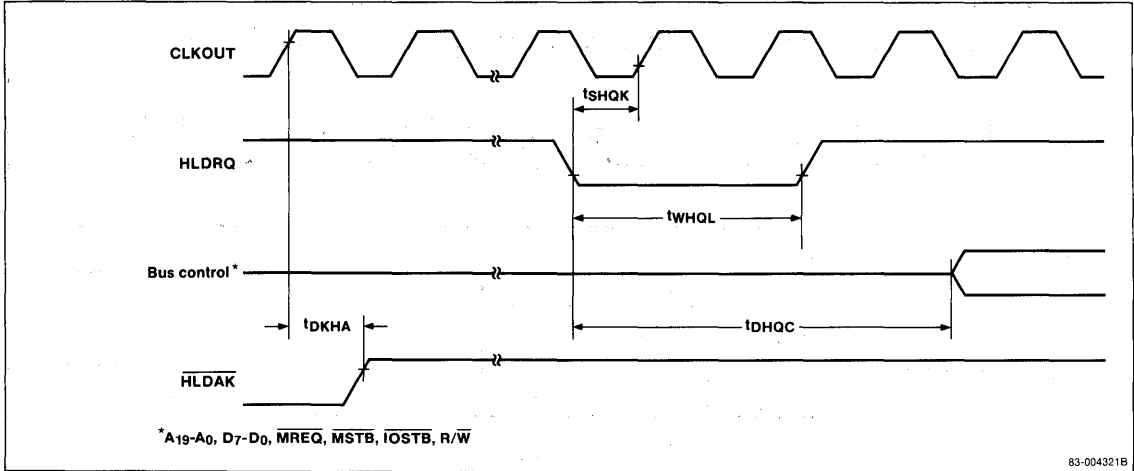 CLKOUT
tSHQK
HLDRQ
tWHQL
Bus control*
tDHQC
tDKHA
HLDAK
*A19-A0, D7-D0, MREQ, MSTB, IOSTB, R/W
83-004321B